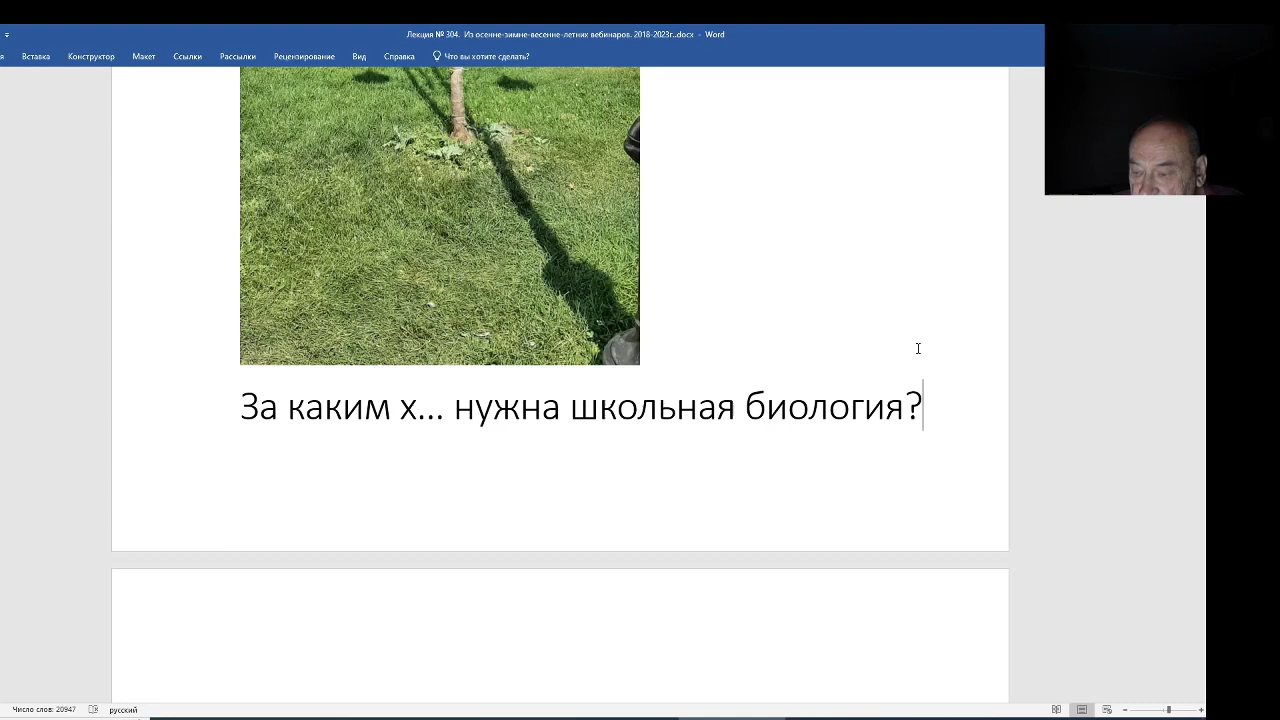 Лекция № 304.  Из осенне-зимне-весенне-летних вебинаров. 2018-2023г..docx  -  Word
я Вставка Конструктор Макет Ссылки Рассылки Рецензирование Вид Справка Что вы хотите сделать?
За каким х... нужна школьная биология?
Число слов: 20947 русский